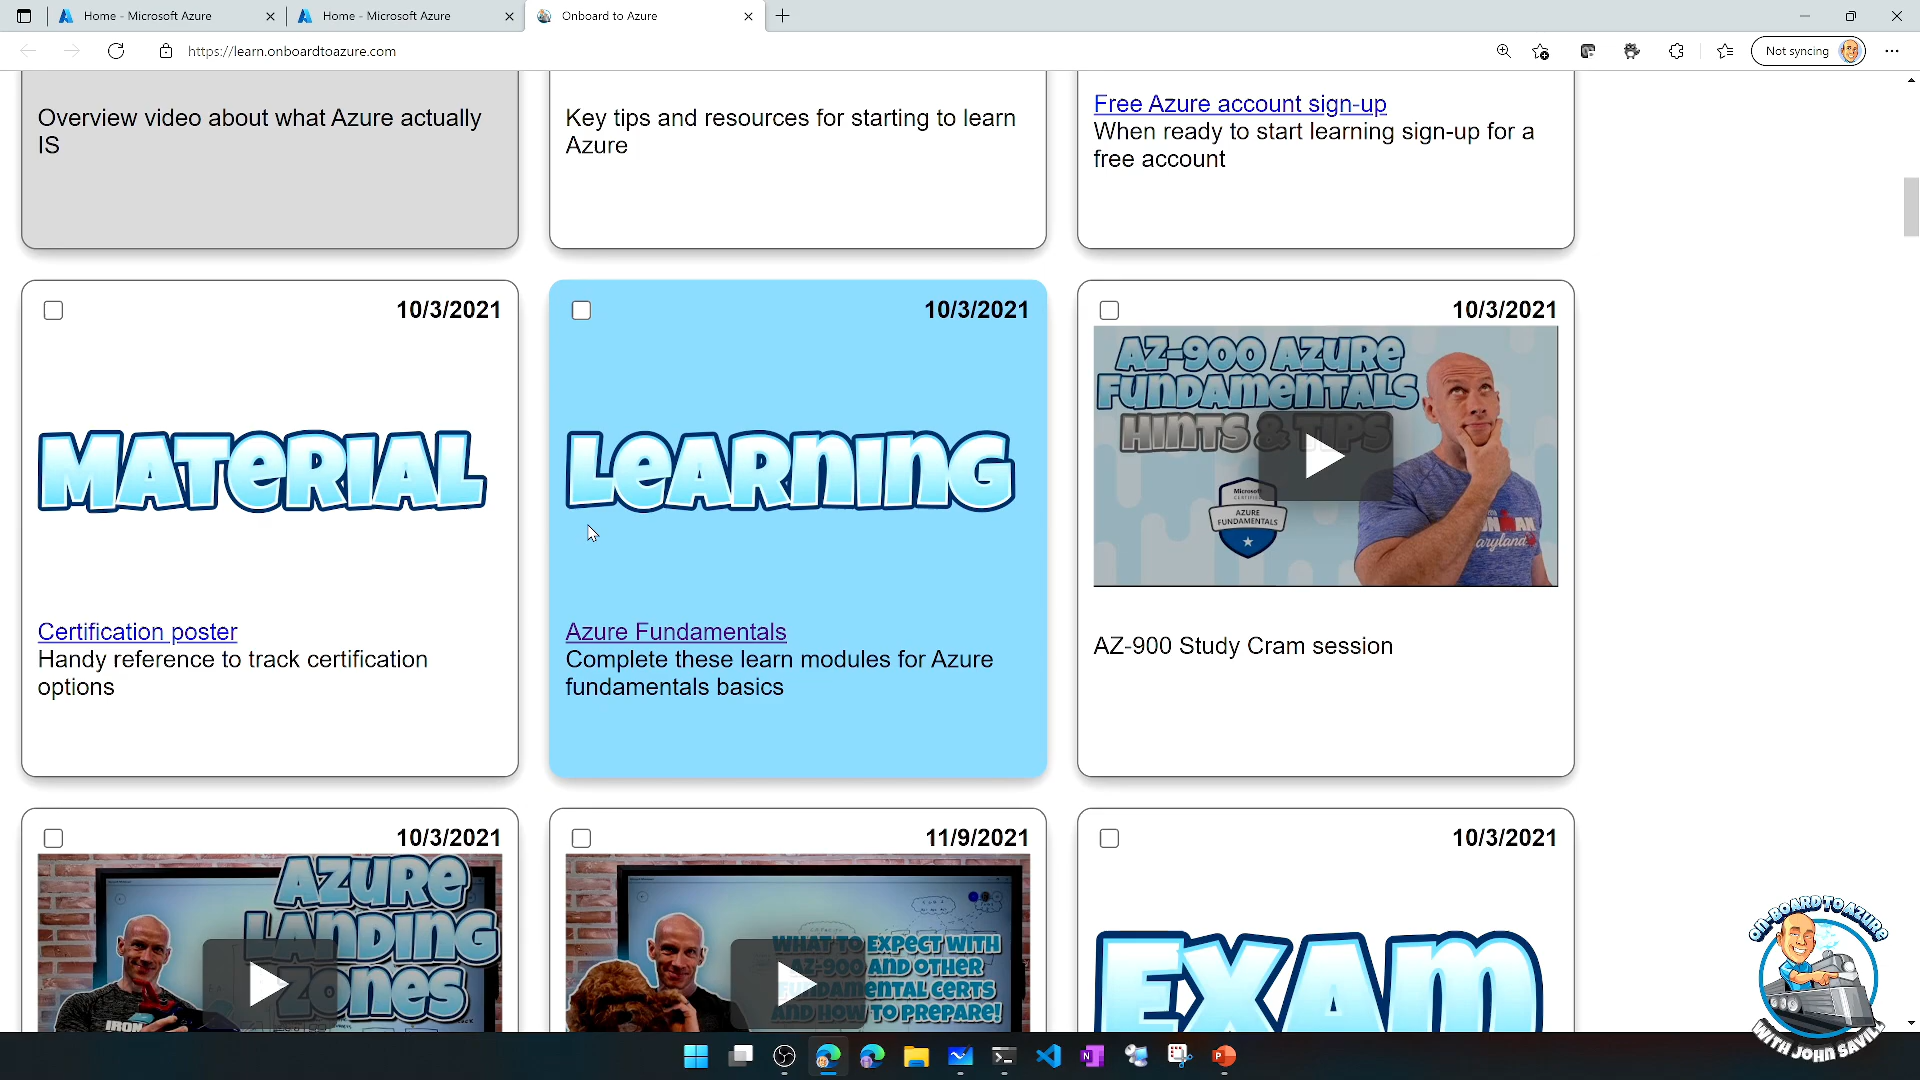 Home - Microsoft Azure
Home - Microsoft Azure
Onboard to Azure
https://learn.onboardtoazure.com
Not syncing
Overview video about what Azure actually
IS
Key tips and resources for starting to learn
Azure
Free Azure account sign-up
When ready to start learning sign-up for a
free account
10/3/2021
MATERIAL
Certification poster
Handy reference to track certification
options
10/3/2021
LEARNING
Azure Fundamentals
Complete these learn modules for Azure
fundamentals basics
10/3/2021
AZ-900 AZURE
FUNDAMENTALS
HINTS & TIPS
Microsoft
CERTIFIED
AZURE
FUNDAMENTALS
Maryland
AZ-900 Study Cram session
10/3/2021
AZURE
LANDING
ZONES
IRON
11/9/2021
WHAT TO EXPECT WITH
AZ-900 AND OTHER
FUNDAMENTAL CERTS
AND HOW TO PREPARE!
10/3/2021
EXAM
ON-BOARD TO AZURE
WITH JOHN SAVILL